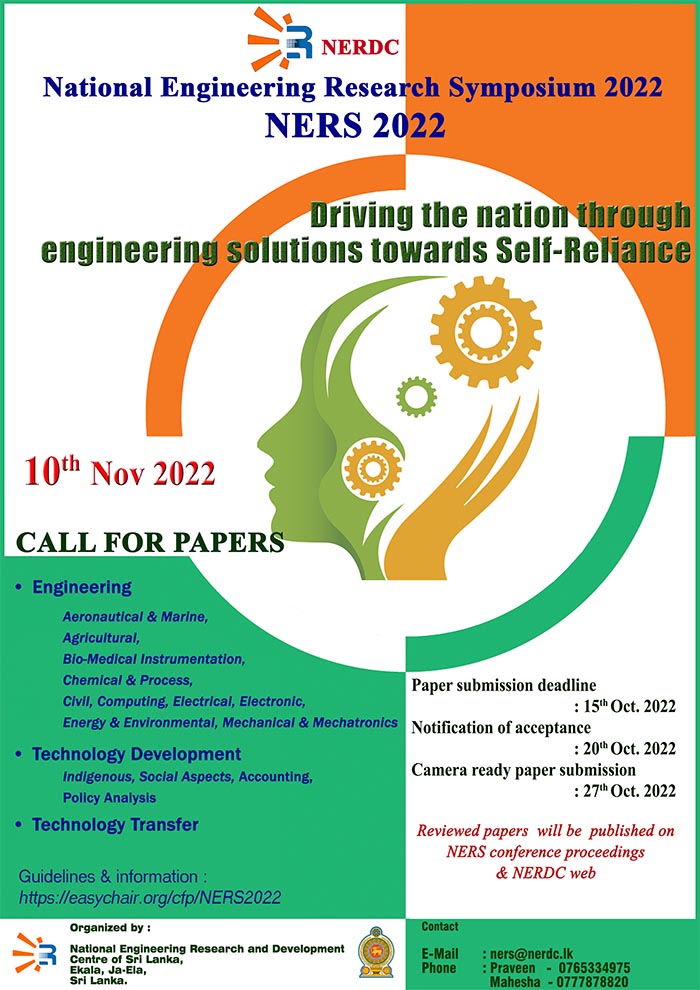 NERDC
National Engineering Research Symposium 2022
NERS 2022
Driving the nation through
engineering solutions towards Self-Reliance
10th Nov 2022
CALL FOR PAPERS
• Engineering
Aeronautical & Marine,
Agricultural,
Bio-Medical Instrumentation,
Chemical & Process,
Civil, Computing, Electrical, Electronic,
Energy & Environmental, Mechanical & Mechatronics
• Technology Development
Indigenous, Social Aspects, Accounting,
Policy Analysis
• Technology Transfer
Guidelines & information :
https://easychair.org/cfp/NERS2022
Paper submission deadline
: 15th Oct. 2022
Notification of acceptance
: 20th Oct. 2022
Camera ready paper submission
: 27th Oct. 2022
Reviewed papers will be published on
NERS conference proceedings
& NERDC web
Organized by :
National Engineering Research and Development
Centre of Sri Lanka,
Ekala, Ja-Ela,
Sri Lanka.
Contact
E-Mail : ners@nerdc.lk
Phone : Praveen - 0765334975
Mahesha - 0777878820